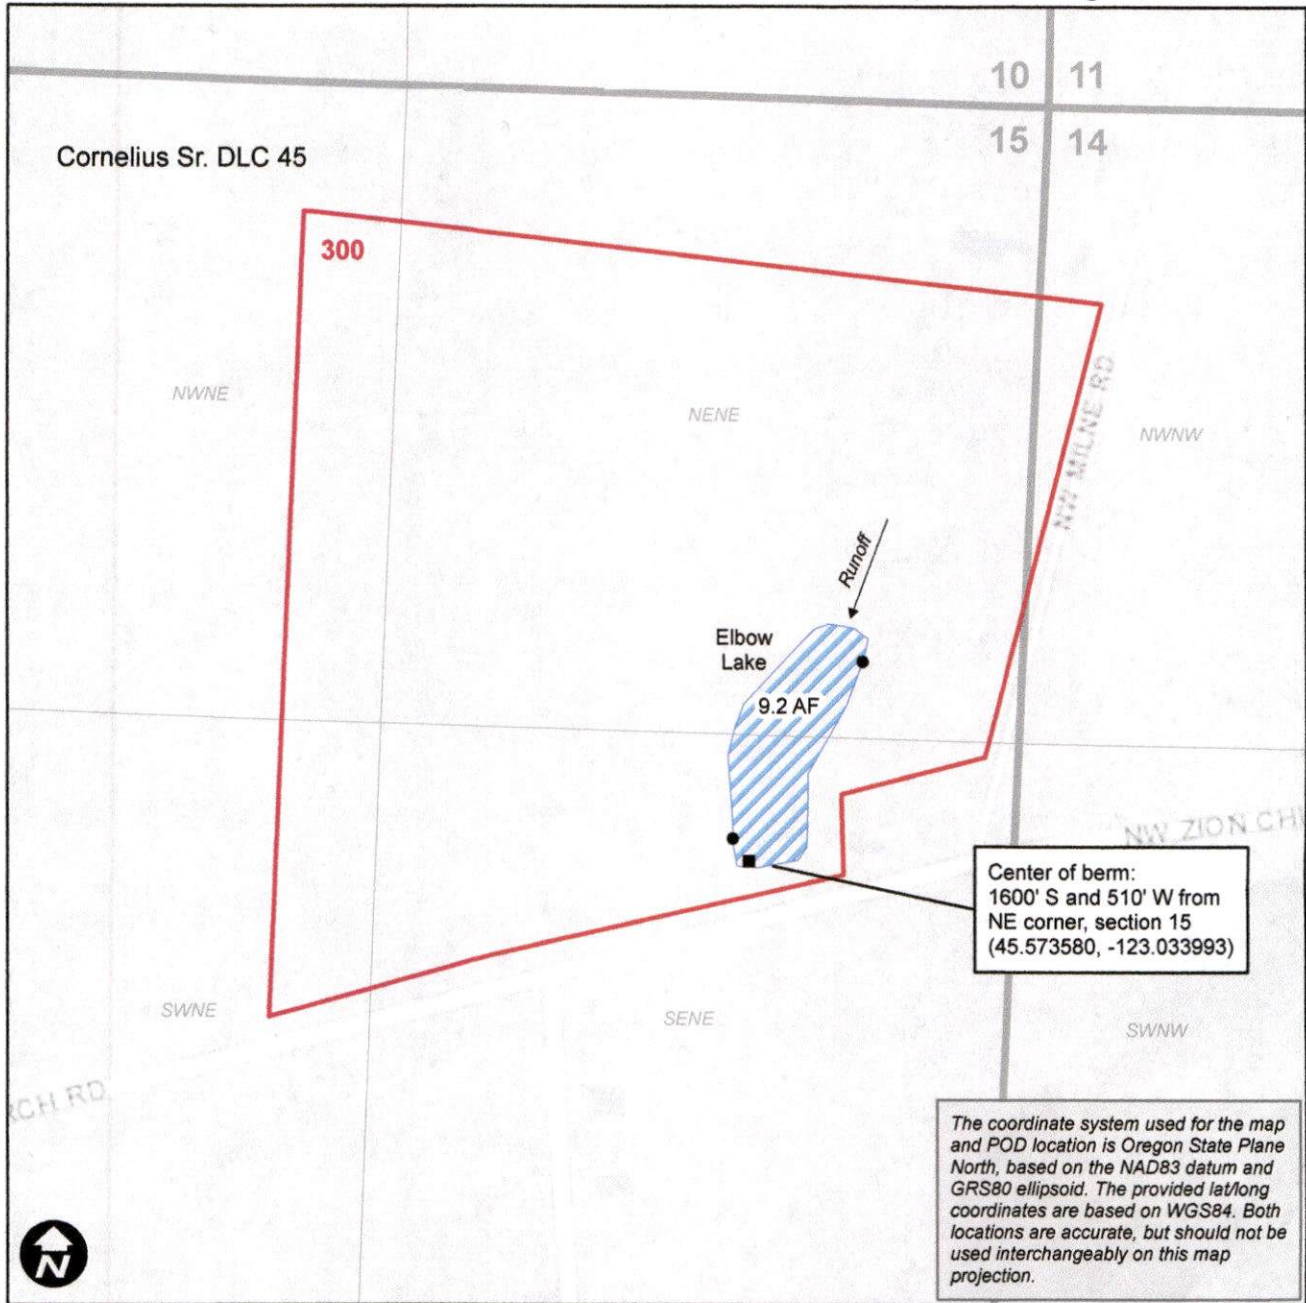 10 11
15 14
Cornelius Sr. DLC 45
300
NWNE
NENE
NWNW
NW MILNE RD
Runoff
Elbow
Lake
9.2 AF
NW ZION CH
Center of berm:
1600' S and 510' W from
NE corner, section 15
(45.573580, -123.033993)
SWNE
SENE
SWNW
RCH RD
The coordinate system used for the map
and POD location is Oregon State Plane
North, based on the NAD83 datum and
GRS80 ellipsoid. The provided lat/long
coordinates are based on WGS84. Both
locations are accurate, but should not be
used interchangeably on this map
projection.
N